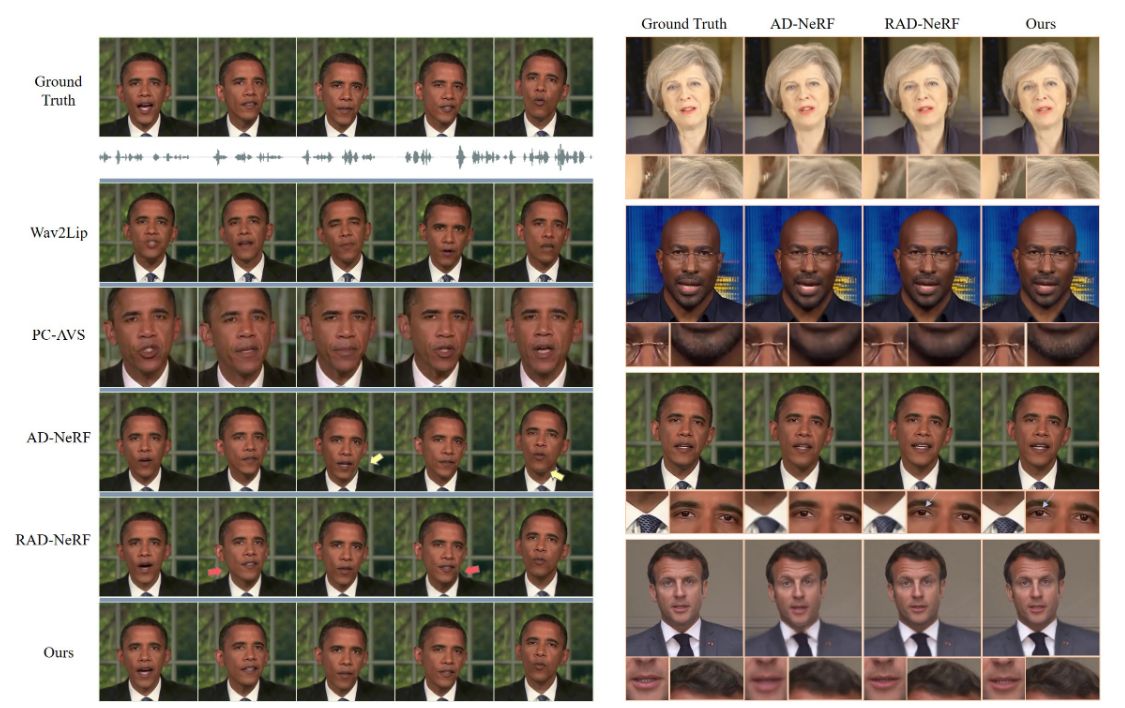 Ground
Truth
Wav2Lip
PC-AVS
AD-NeRF
RAD-NeRF
Ours
Ground Truth AD-NeRF RAD-NeRF Ours